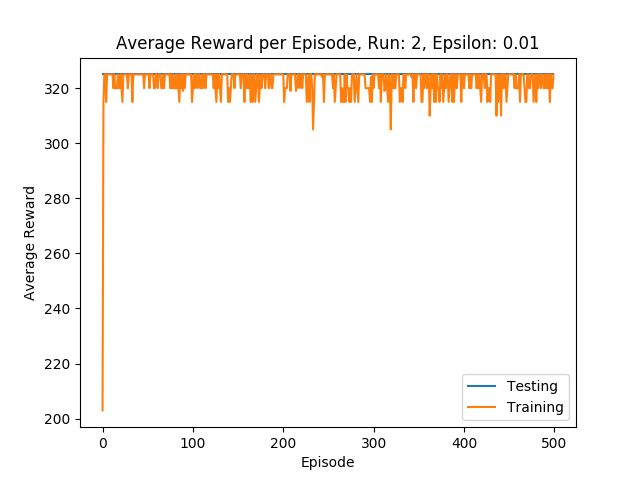 Average Reward per Episode, Run: 2, Epsilon: 0.01
Average Reward
320
300
280
260
240
220
200
0 100 200 300 400 500
Episode
Testing
Training